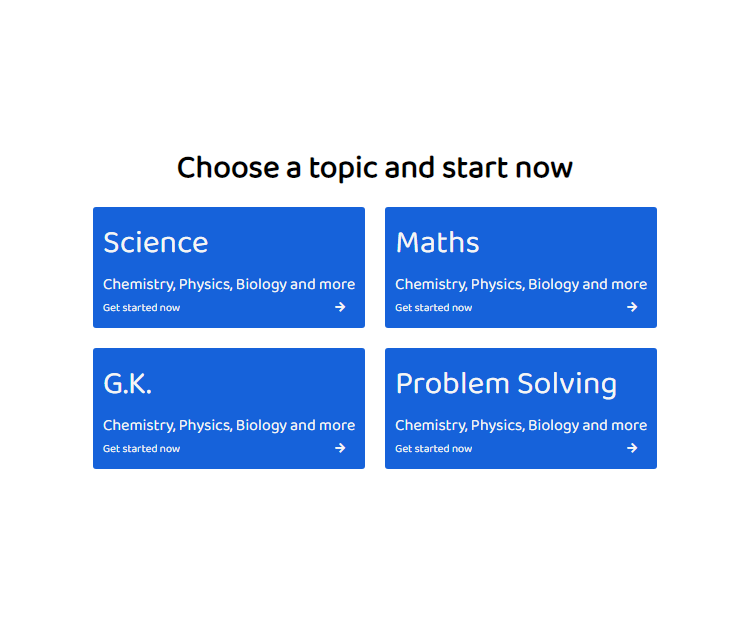 Choose a topic and start now
Science
Chemistry, Physics, Biology and more
Get started now
Maths
Chemistry, Physics, Biology and more
Get started now
G.K.
Chemistry, Physics, Biology and more
Get started now
Problem Solving
Chemistry, Physics, Biology and more
Get started now